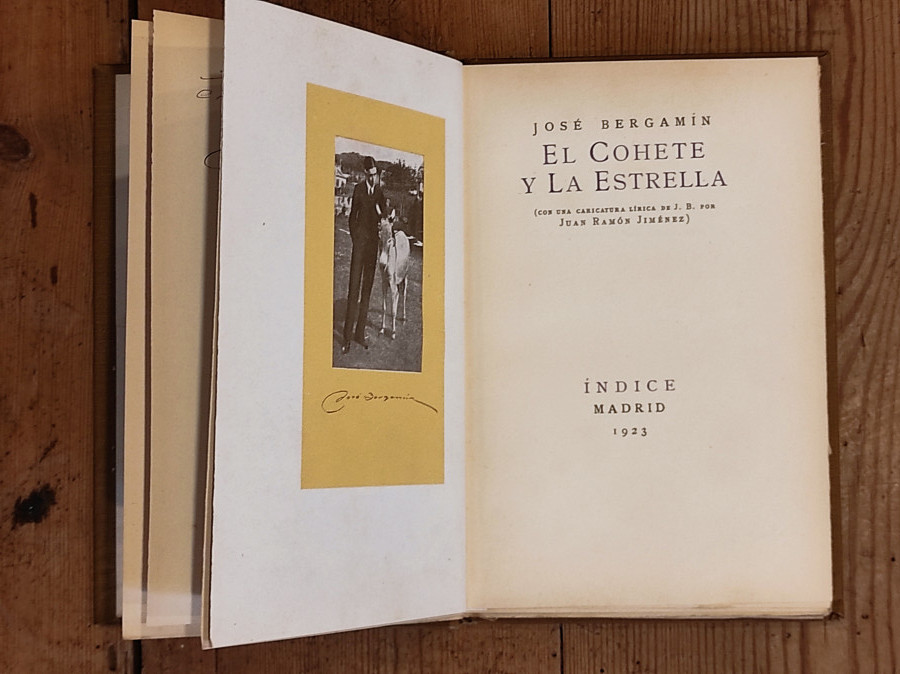 José Bergamín
JOSÉ BERGAMÍN
EL COHETE
Y LA ESTRELLA
(CON UNA CARICATURA LÍRICA DE J. B. POR
JUAN RAMÓN JIMÉNEZ)
ÍNDICE
MADRID
1923